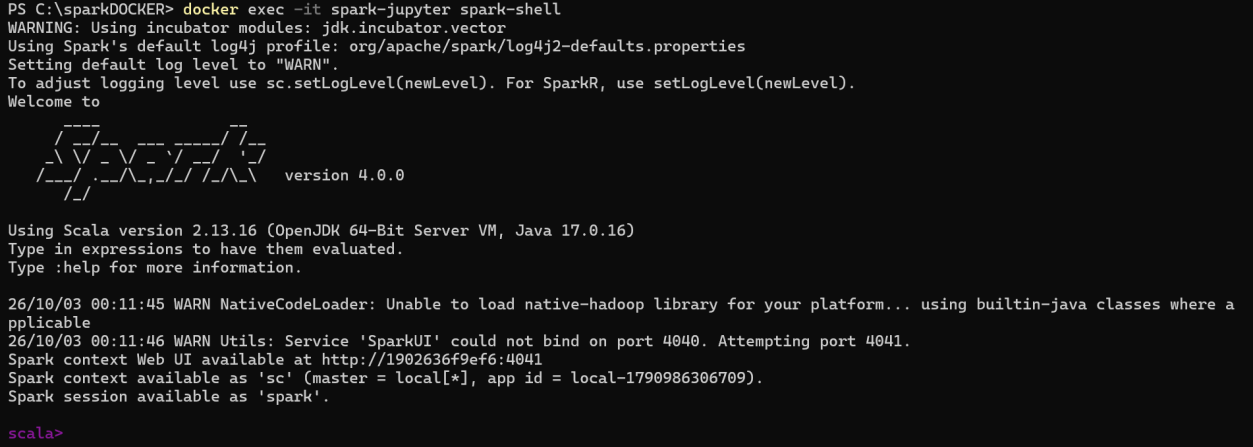 PS C:\sparkDOCKER> docker exec -it spark-jupyter spark-shell
WARNING: Using incubator modules: jdk.incubator.vector
Using Spark's default log4j profile: org/apache/spark/log4j2-defaults.properties
Setting default log level to "WARN".
To adjust logging level use sc.setLogLevel(newLevel). For SparkR, use setLogLevel(newLevel).
Welcome to
      ____              __
     / __/__  ___ _____/ /__
    _\ \/ _ \/ _ `/ __/  '_/
   /___/ .__/\_,_/_/ /_/\_\   version 4.0.0
      /_/
Using Scala version 2.13.16 (OpenJDK 64-Bit Server VM, Java 17.0.16)
Type in expressions to have them evaluated.
Type :help for more information.
26/10/03 00:11:45 WARN NativeCodeLoader: Unable to load native-hadoop library for your platform... using builtin-java classes where a
pplicable
26/10/03 00:11:46 WARN Utils: Service 'SparkUI' could not bind on port 4040. Attempting port 4041.
Spark context Web UI available at http://1902636f9ef6:4041
Spark context available as 'sc' (master = local[*], app id = local-1790986306709).
Spark session available as 'spark'.
scala>